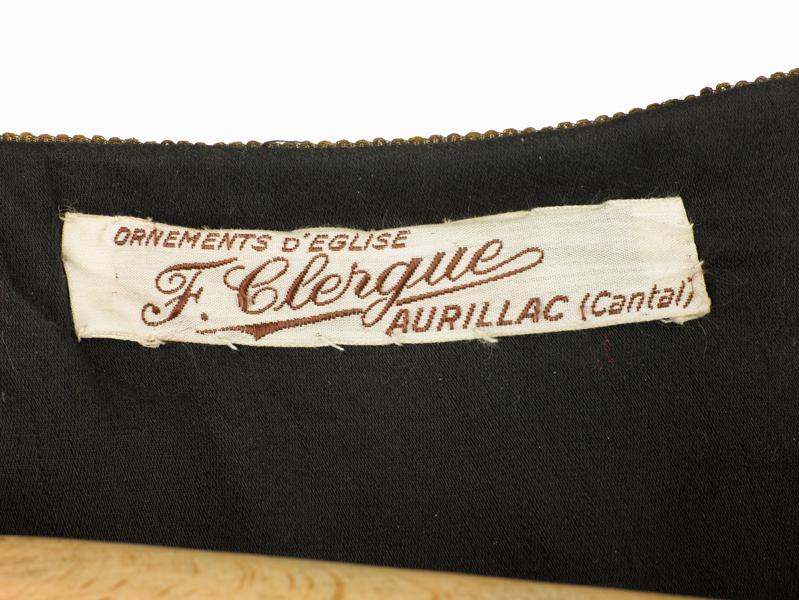 ORNEMENTS D'EGLISE
F. Clergue
AURILLAC (Cantal)